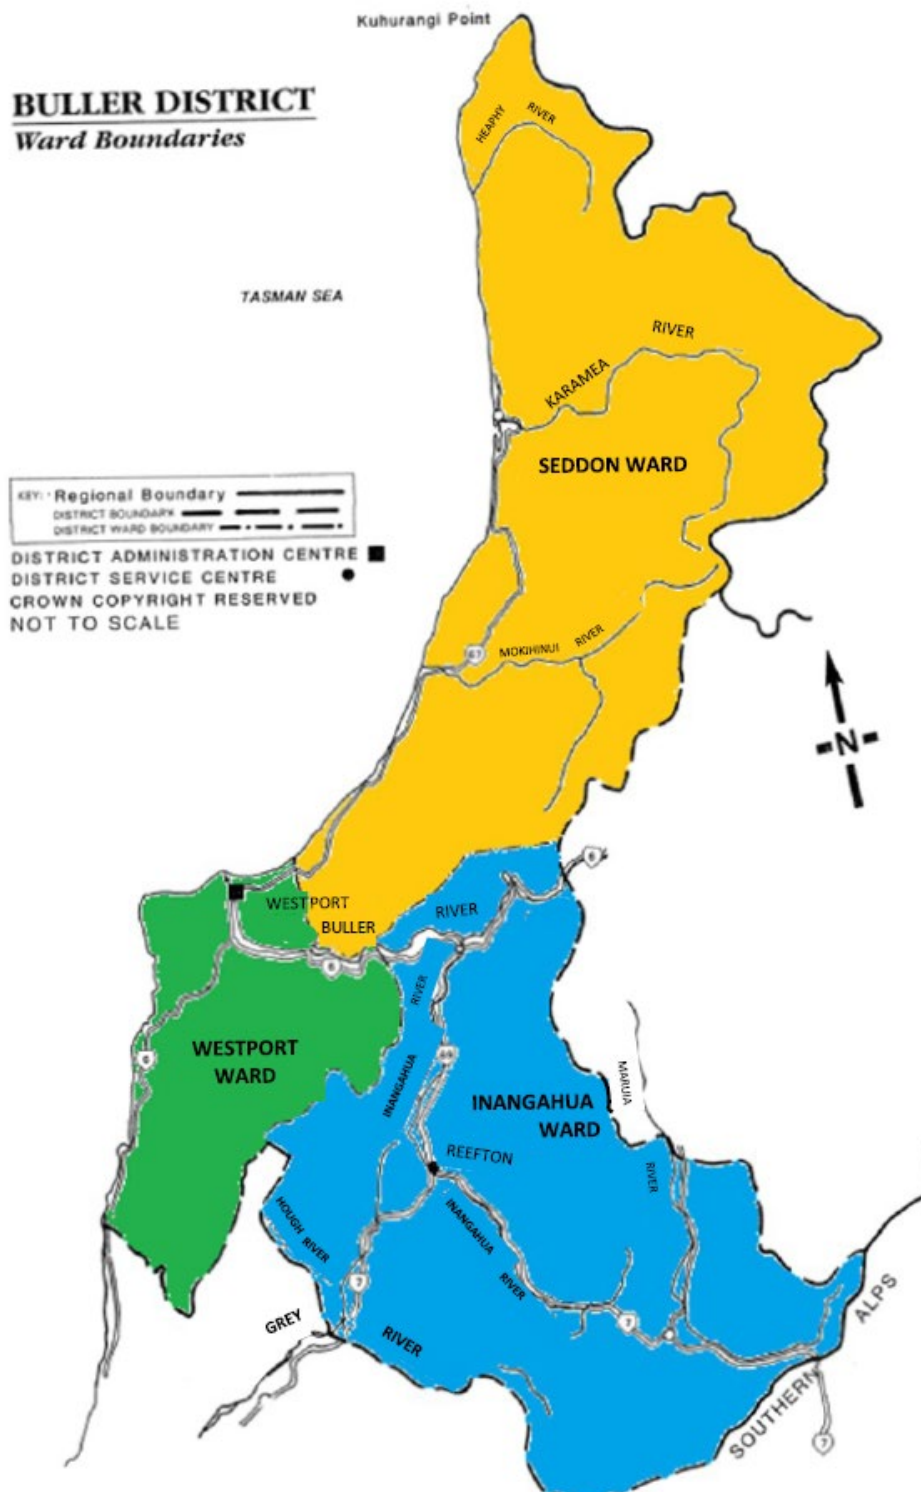 Kuhurangi Point
BULLER DISTRICT
Ward Boundaries
HEAPHY
RIVER
TASMAN SEA
RIVER
KARAMEA
SEDDON WARD
KEY: Regional Boundary
DISTRICT BOUNDARY
DISTRICT WARD BOUNDARY
DISTRICT ADMINISTRATION CENTRE
DISTRICT SERVICE CENTRE
CROWN COPYRIGHT RESERVED
NOT TO SCALE
67
MOKIHINUI
RIVER
N
6
WESTPORT
BULLER
RIVER
6
RIVER
6
WESTPORT
WARD
INANGAHUA
69
INANGAHUA
WARD
MARUIA
RIVER
REEFTON
INANGAHUA
RIVER
HOUGH RIVER
7
GREY
RIVER
7
SOUTHERN
ALPS
7